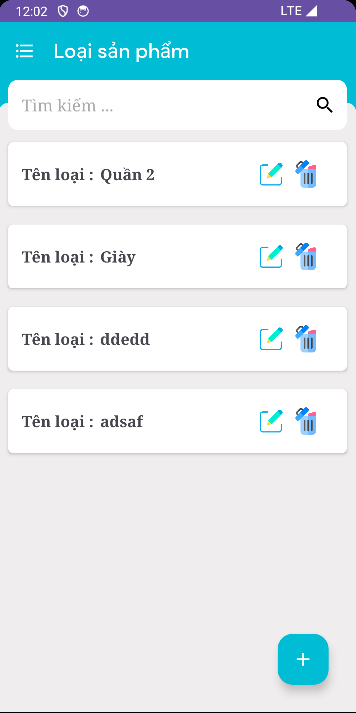 12:02 LTE
Loại sản phẩm
Tìm kiếm ...
Tên loại : Quần 2
Tên loại : Giày
Tên loại : ddedd
Tên loại : adsaf
+